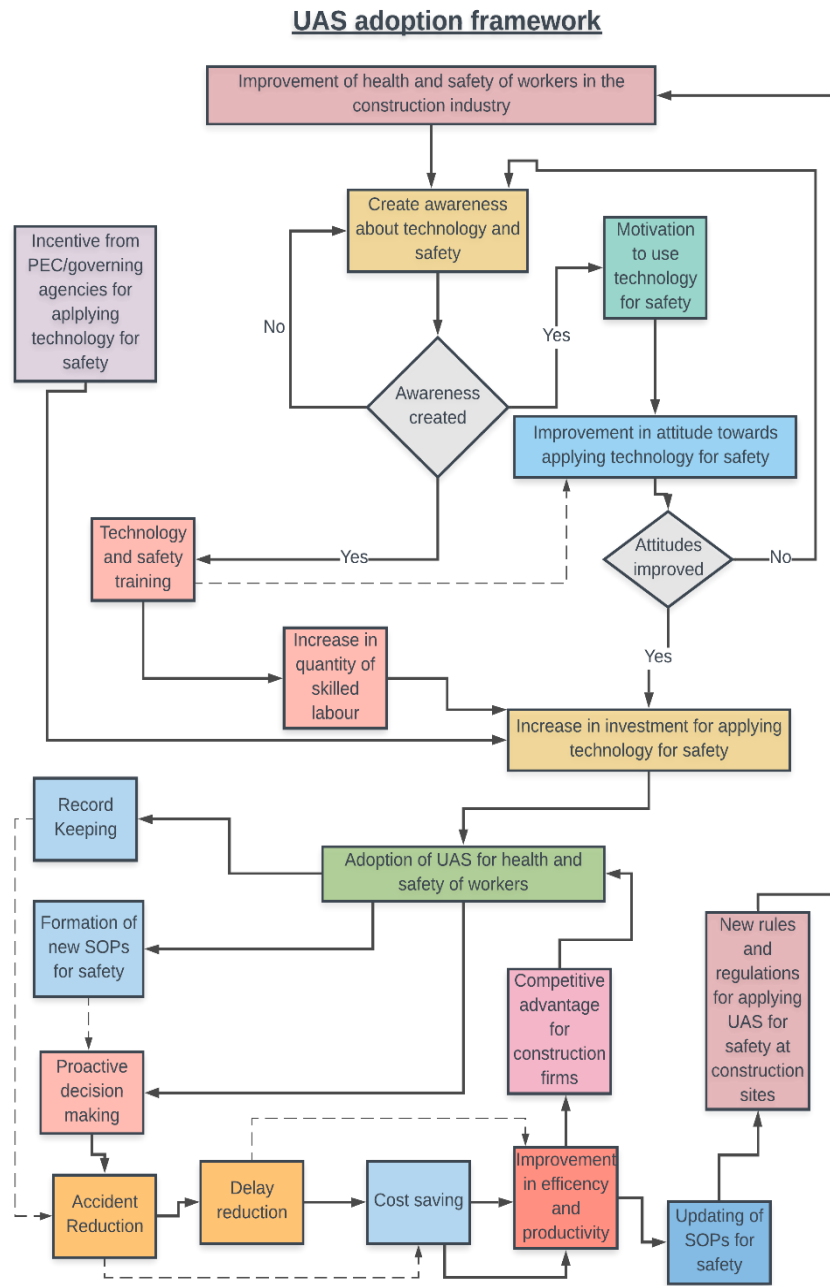 UAS adoption framework
Improvement of health and safety of workers in the
construction industry
Create awareness
about technology and
safety
Motivation
to use
technology
for safety
Incentive from
PEC/governing
agencies for
aplplying
technology for
safety
No
Yes
Awareness
created
Improvement in attitude towards
applying technology for safety
Technology
and safety
training
Yes
Attitudes
improved
No
Increase in
quantity of
skilled
labour
Yes
Increase in investment for applying
technology for safety
Record
Keeping
Adoption of UAS for health and
safety of workers
Formation of
new SOPs
for safety
Competitive
advantage
for
construction
firms
New rules
and
regulations
for applying
UAS for
safety at
construction
sites
Proactive
decision
making
Accident
Reduction
Delay
reduction
Cost saving
Improvement
in efficency
and
productivity
Updating of
SOPs for
safety